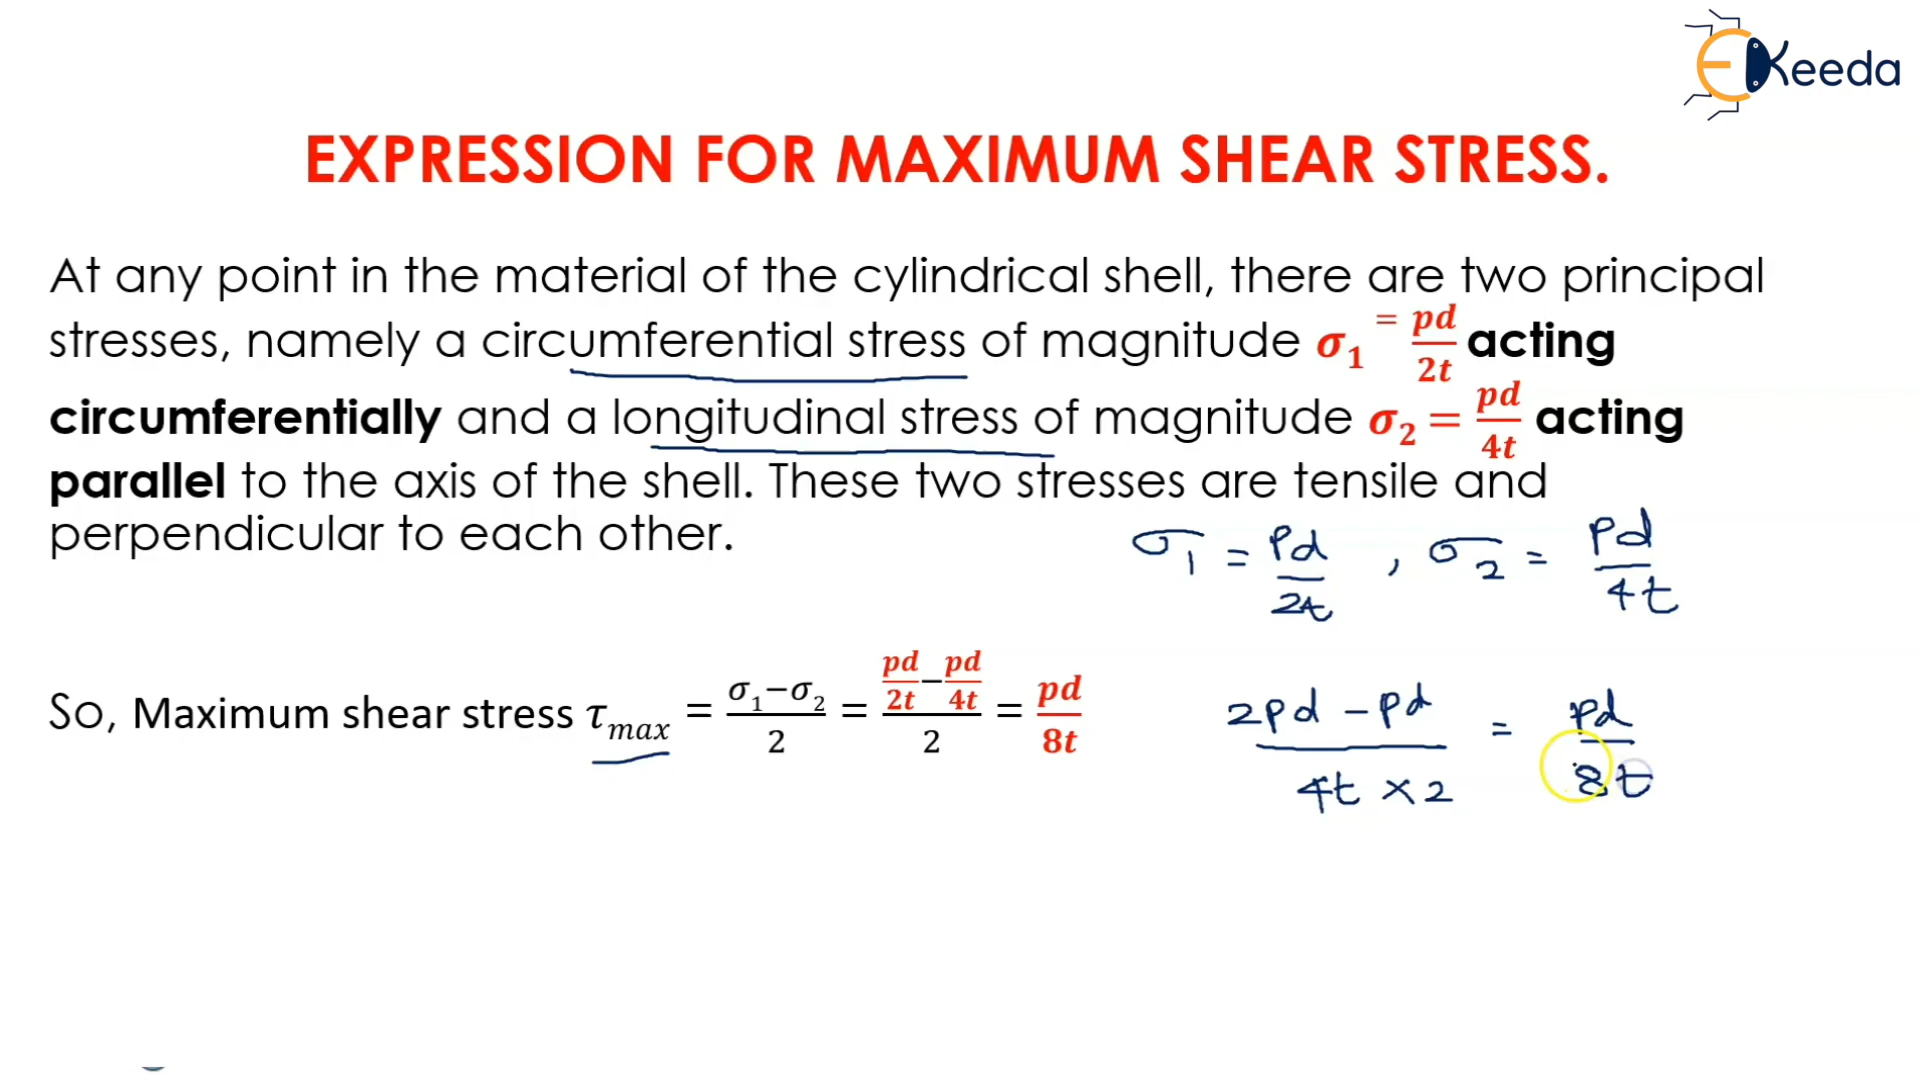 EKeeda
EXPRESSION FOR MAXIMUM SHEAR STRESS.
At any point in the material of the cylindrical shell, there are two principal
stresses, namely a circumferential stress of magnitude σ₁ = pd/2t acting
circumferentially and a longitudinal stress of magnitude σ₂ = pd/4t acting
parallel to the axis of the shell. These two stresses are tensile and
perpendicular to each other.
σ₁ = Pd/2t , σ₂ = Pd/4t
So, Maximum shear stress τmax = (σ₁−σ₂)/2 = (pd/2t − pd/4t)/2 = pd/8t
(2Pd − Pd)/(4t × 2) = Pd/8t